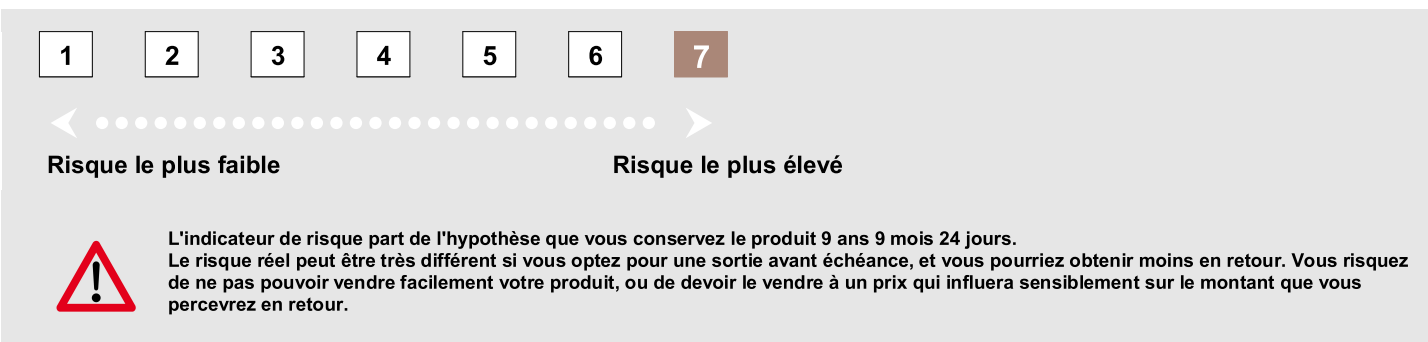 1 2 3 4 5 6 7
Risque le plus faible Risque le plus élevé
L'indicateur de risque part de l'hypothèse que vous conservez le produit 9 ans 9 mois 24 jours.
Le risque réel peut être très différent si vous optez pour une sortie avant échéance, et vous pourriez obtenir moins en retour. Vous risquez
de ne pas pouvoir vendre facilement votre produit, ou de devoir le vendre à un prix qui influera sensiblement sur le montant que vous
percevrez en retour.